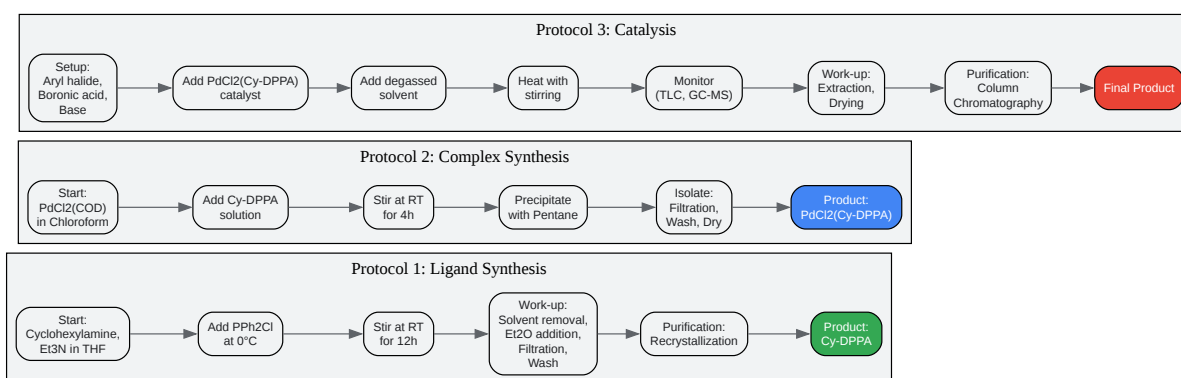 Protocol 3: Catalysis
Setup:
Aryl halide,
Boronic acid,
Base
Add PdCl2(Cy-DPPA)
catalyst
Add degassed
solvent
Heat with
stirring
Monitor
(TLC, GC-MS)
Work-up:
Extraction,
Drying
Purification:
Column
Chromatography
Final Product
Protocol 2: Complex Synthesis
Start:
PdCl2(COD)
in Chloroform
Add Cy-DPPA
solution
Stir at RT
for 4h
Precipitate
with Pentane
Isolate:
Filtration,
Wash, Dry
Product:
PdCl2(Cy-DPPA)
Protocol 1: Ligand Synthesis
Start:
Cyclohexylamine,
Et3N in THF
Add PPh2Cl
at 0°C
Stir at RT
for 12h
Work-up:
Solvent removal,
Et2O addition,
Filtration,
Wash
Purification:
Recrystallization
Product:
Cy-DPPA